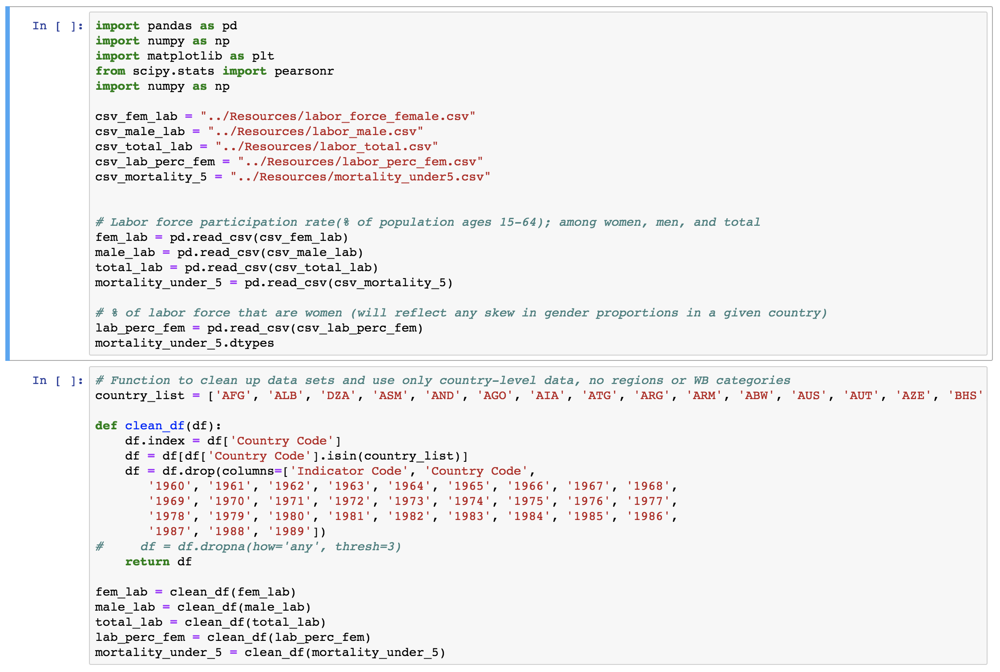 In [ ]: import pandas as pd
import numpy as np
import matplotlib as plt
from scipy.stats import pearsonr
import numpy as np
csv_fem_lab = "../Resources/labor_force_female.csv"
csv_male_lab = "../Resources/labor_male.csv"
csv_total_lab = "../Resources/labor_total.csv"
csv_lab_perc_fem = "../Resources/labor_perc_fem.csv"
csv_mortality_5 = "../Resources/mortality_under5.csv"
# Labor force participation rate(% of population ages 15-64); among women, men, and total
fem_lab = pd.read_csv(csv_fem_lab)
male_lab = pd.read_csv(csv_male_lab)
total_lab = pd.read_csv(csv_total_lab)
mortality_under_5 = pd.read_csv(csv_mortality_5)
# % of labor force that are women (will reflect any skew in gender proportions in a given country)
lab_perc_fem = pd.read_csv(csv_lab_perc_fem)
mortality_under_5.dtypes
In [ ]: # Function to clean up data sets and use only country-level data, no regions or WB categories
country_list = ['AFG', 'ALB', 'DZA', 'ASM', 'AND', 'AGO', 'AIA', 'ATG', 'ARG', 'ARM', 'ABW', 'AUS', 'AUT', 'AZE', 'BHS'
def clean_df(df):
    df.index = df['Country Code']
    df = df[df['Country Code'].isin(country_list)]
    df = df.drop(columns=['Indicator Code', 'Country Code',
       '1960', '1961', '1962', '1963', '1964', '1965', '1966', '1967', '1968',
       '1969', '1970', '1971', '1972', '1973', '1974', '1975', '1976', '1977',
       '1978', '1979', '1980', '1981', '1982', '1983', '1984', '1985', '1986',
       '1987', '1988', '1989'])
#     df = df.dropna(how='any', thresh=3)
    return df
fem_lab = clean_df(fem_lab)
male_lab = clean_df(male_lab)
total_lab = clean_df(total_lab)
lab_perc_fem = clean_df(lab_perc_fem)
mortality_under_5 = clean_df(mortality_under_5)